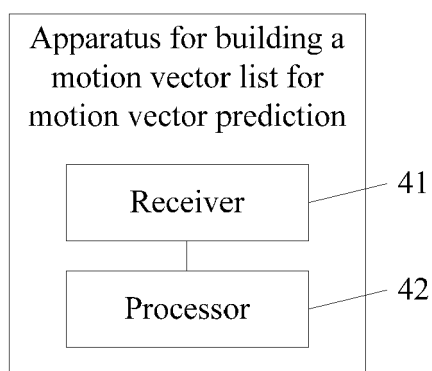 Apparatus for building a
motion vector list for
motion vector prediction
Receiver
41
Processor
42